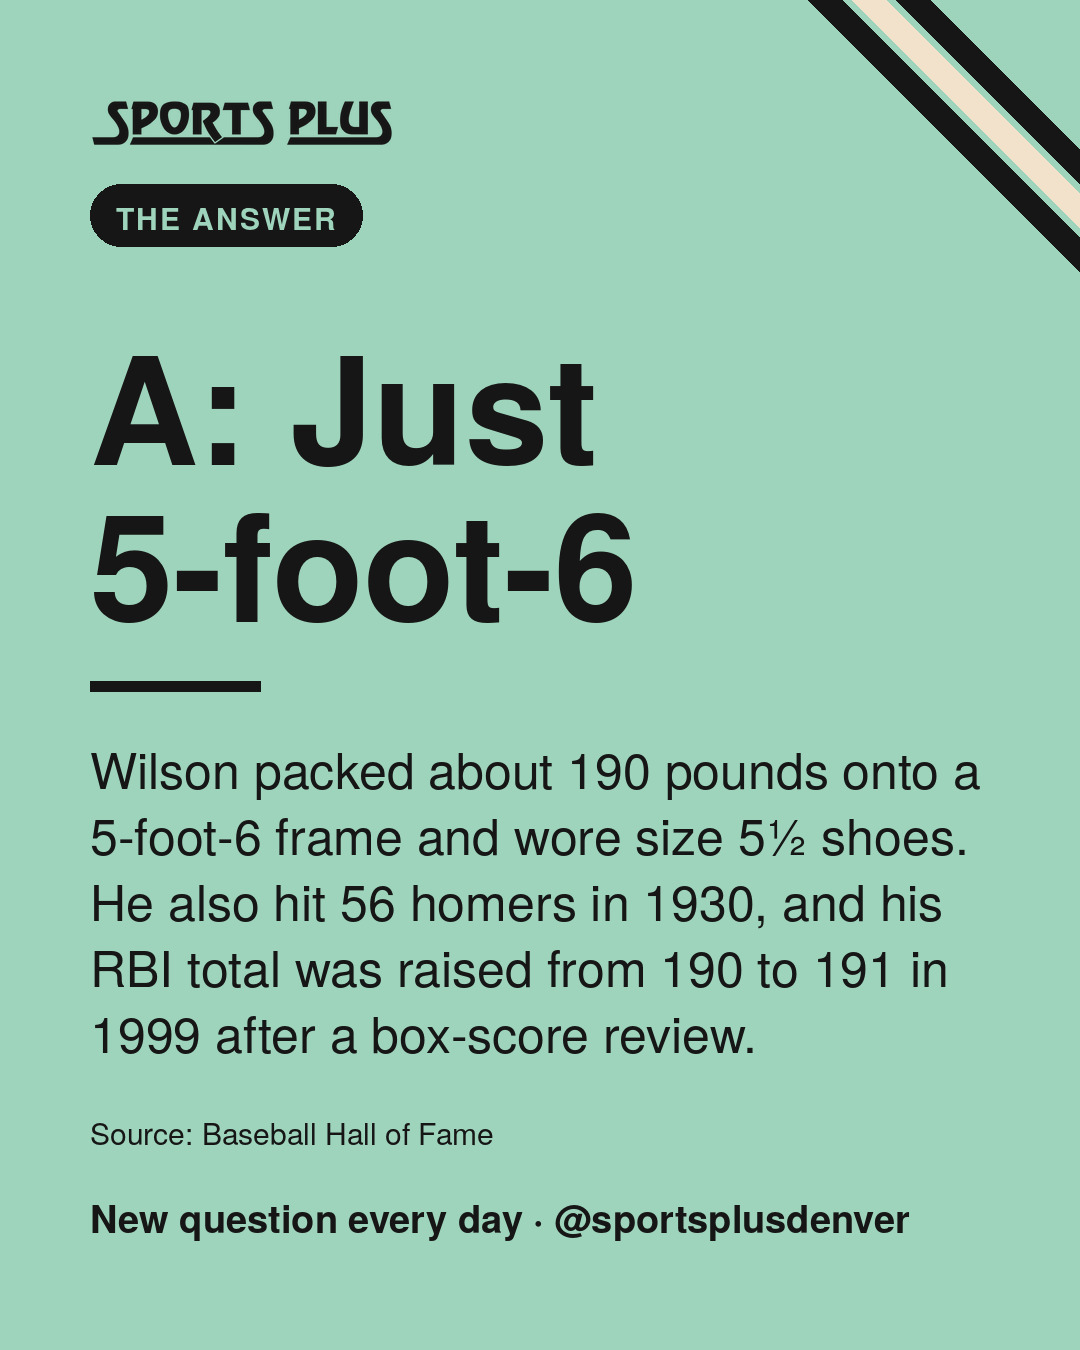 SPORTS PLUS
THE ANSWER
A: Just
5-foot-6
Wilson packed about 190 pounds onto a
5-foot-6 frame and wore size 5½ shoes.
He also hit 56 homers in 1930, and his
RBI total was raised from 190 to 191 in
1999 after a box-score review.
Source: Baseball Hall of Fame
New question every day · @sportsplusdenver